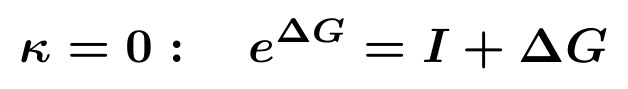 κ = 0 : e^{ΔG} = I + ΔG